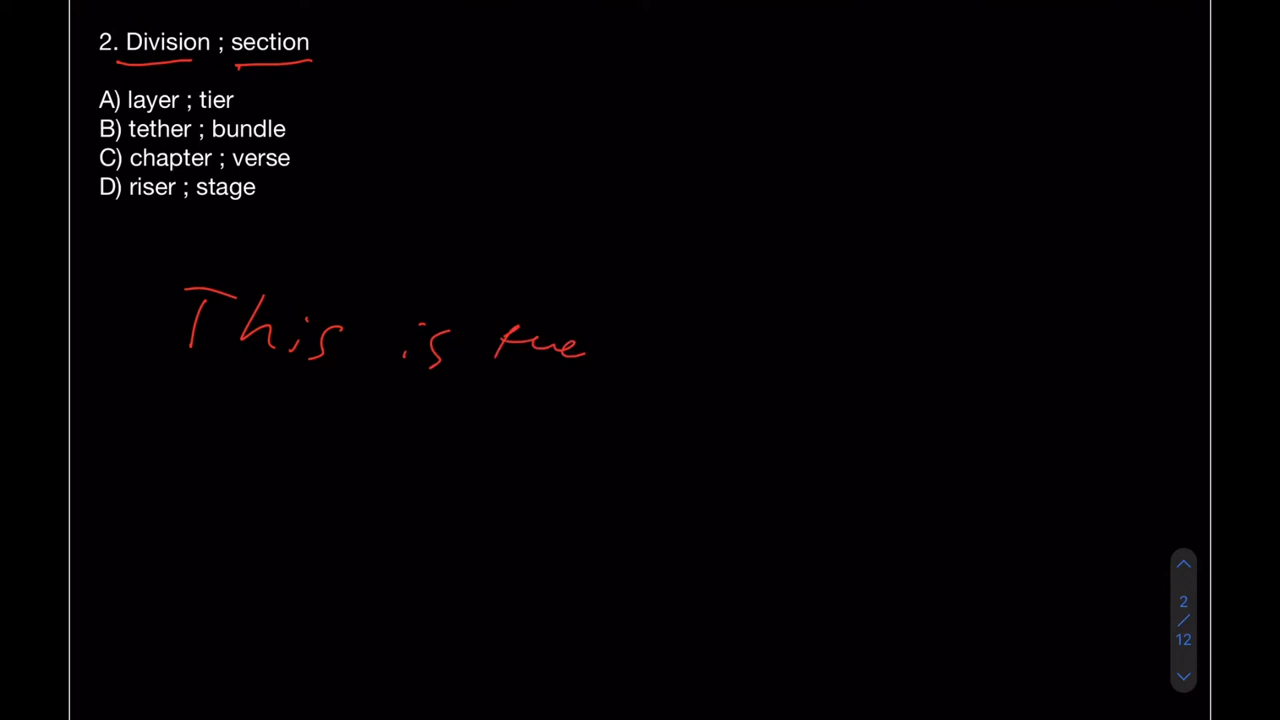 2. Division ; section
A) layer ; tier
B) tether ; bundle
C) chapter ; verse
D) riser ; stage
This is the
2
/
12